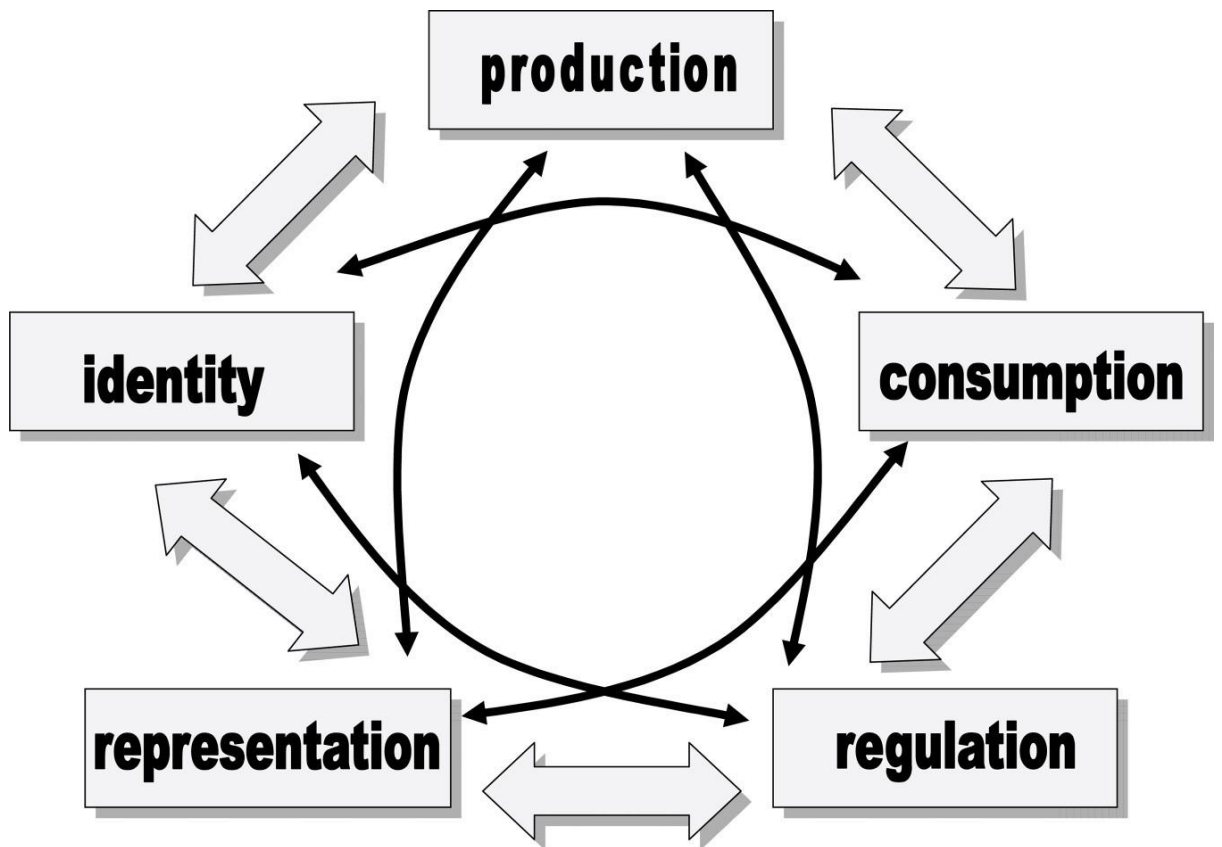 production
identity
consumption
representation
regulation